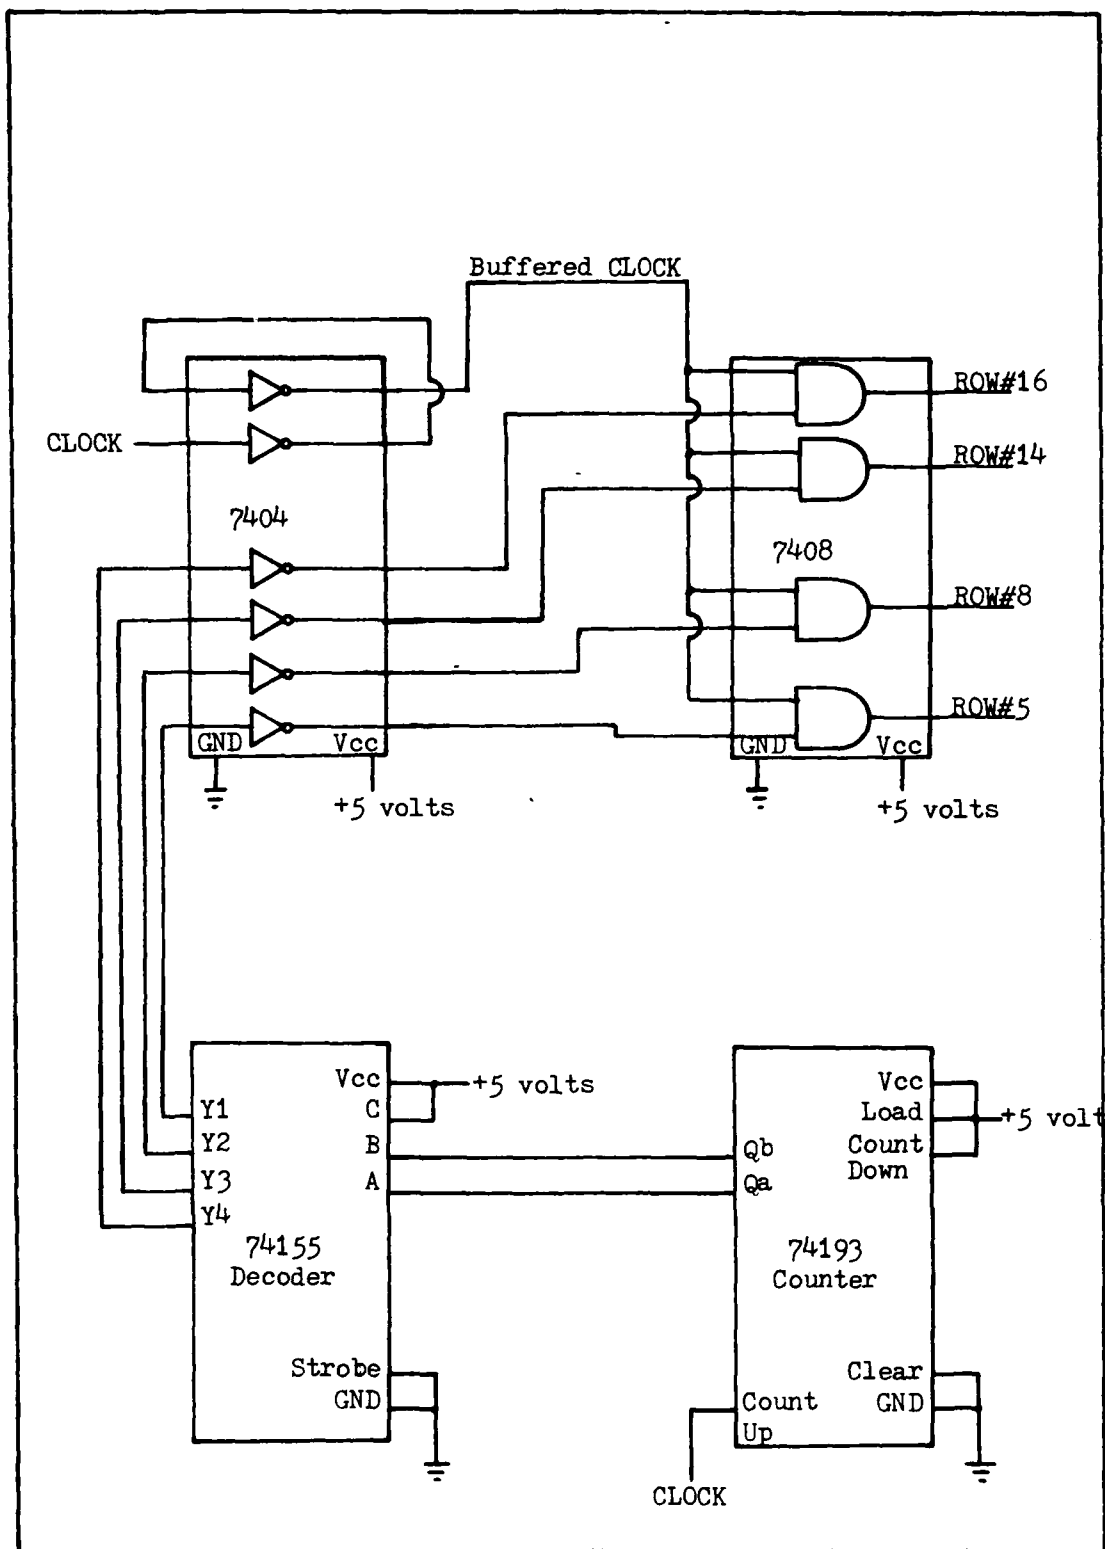 Buffered CLOCK
CLOCK
7404
GND
Vcc
+5 volts
ROW#16
ROW#14
7408
ROW#8
ROW#5
GND
Vcc
+5 volts
Vcc
+5 volts
C
B
A
Y1
Y2
Y3
Y4
74155
Decoder
Strobe
GND
Vcc
Load
+5 volt
Count
Down
Qb
Qa
74193
Counter
Clear
GND
Count
Up
CLOCK